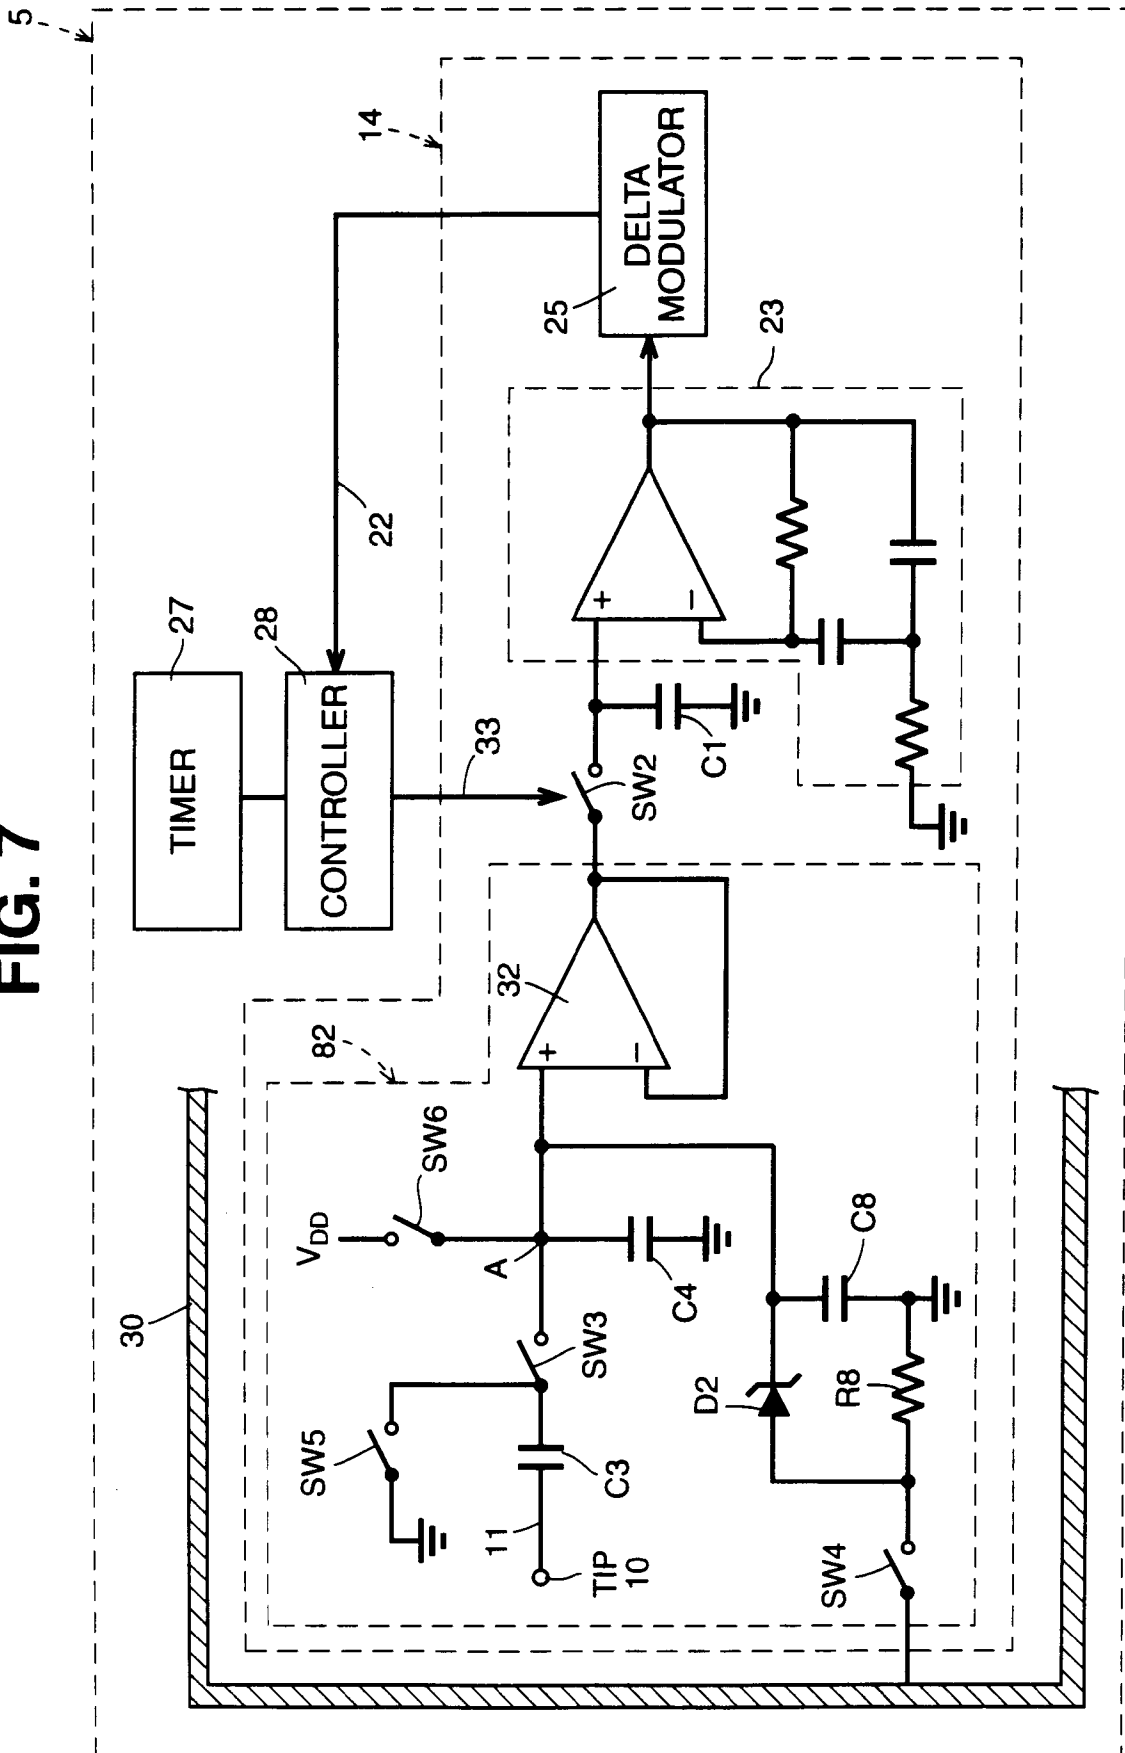 FIG. 7
5
14
27
TIMER
28
CONTROLLER
22
33
DELTA
MODULATOR
25
23
+
−
C1
SW2
82
32
+
−
30
VDD
SW6
A
C4
SW5
SW3
C3
11
TIP
10
D2
C8
R8
SW4